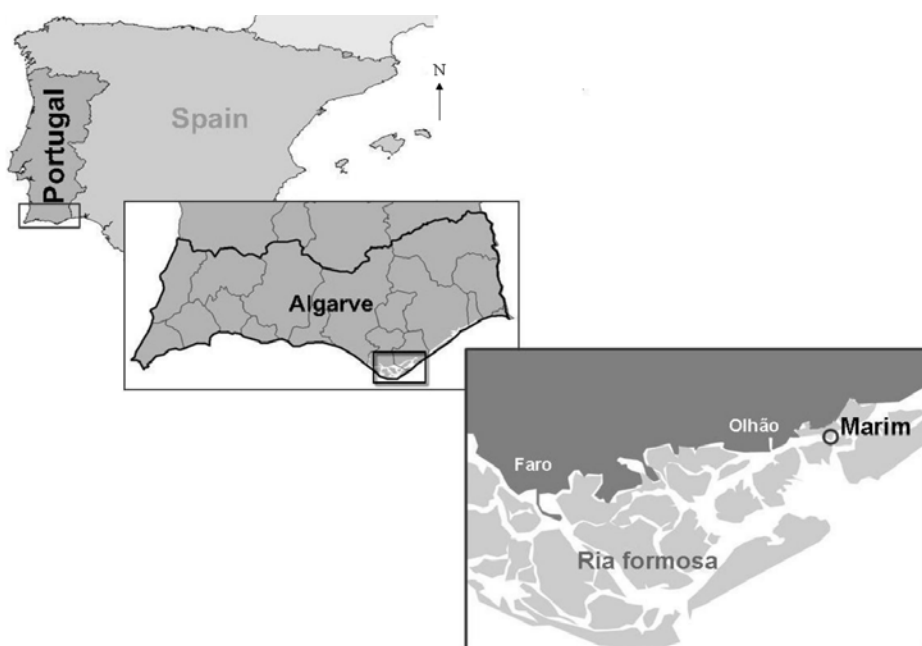 N
Portugal
Spain
Algarve
Olhão
Marim
Faro
Ria formosa